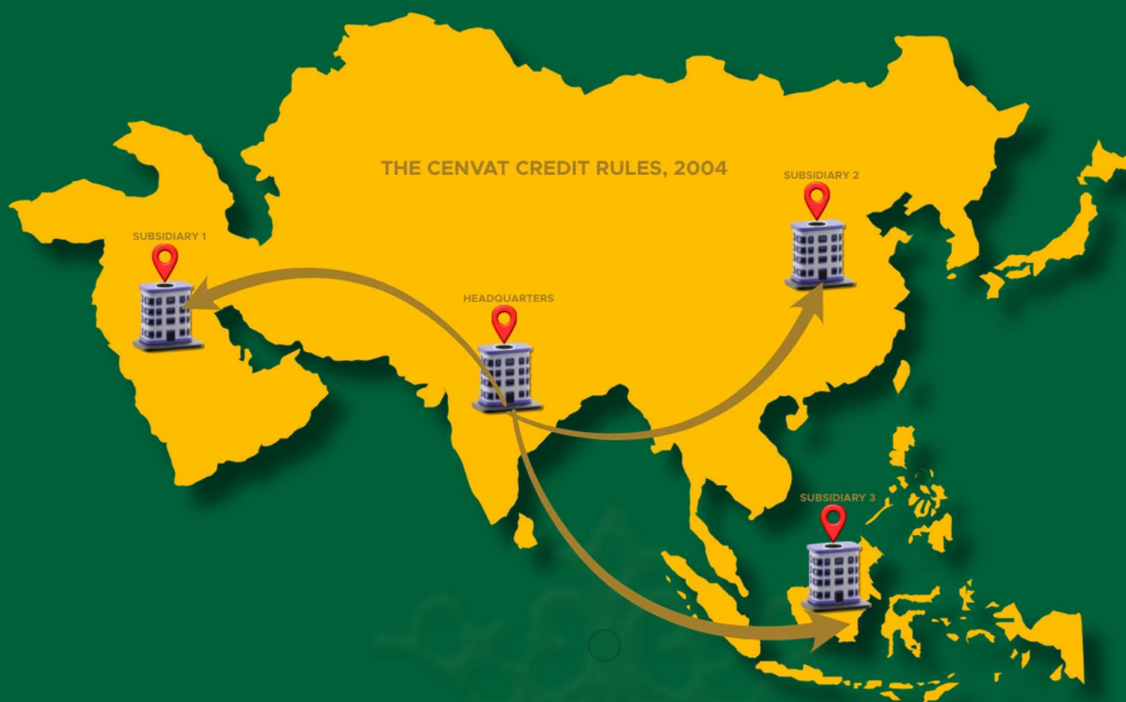 THE CENVAT CREDIT RULES, 2004
SUBSIDIARY 2
SUBSIDIARY 1
HEADQUARTERS
SUBSIDIARY 3